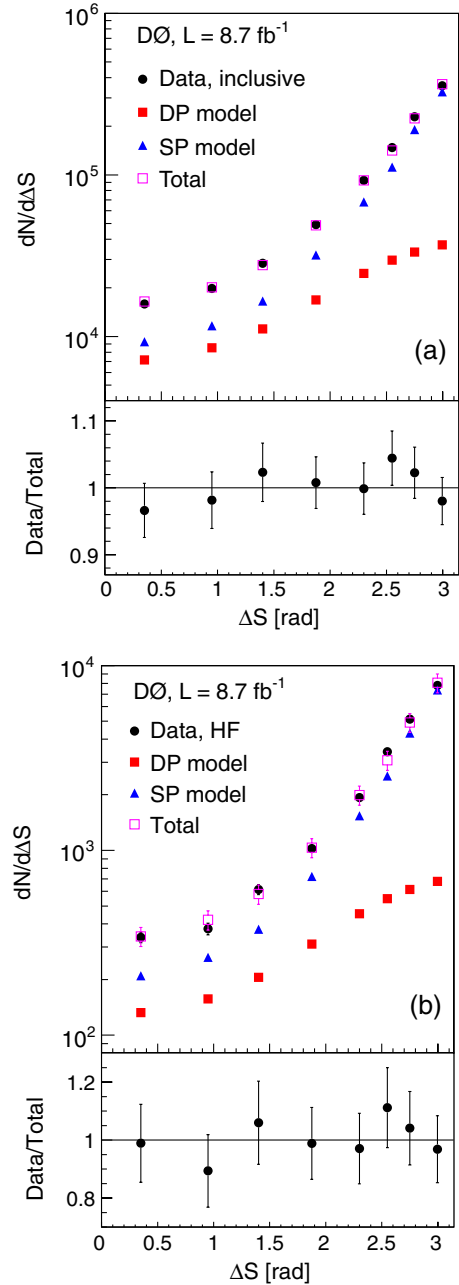 10⁶
DØ, L = 8.7 fb⁻¹
Data, inclusive
DP model
SP model
Total
10⁵
10⁴
dN/dΔS
(a)
1.1
1
0.9
Data/Total
0 0.5 1 1.5 2 2.5 3
ΔS [rad]
10⁴
DØ, L = 8.7 fb⁻¹
Data, HF
DP model
SP model
Total
10³
10²
dN/dΔS
(b)
1.2
1
0.8
Data/Total
0 0.5 1 1.5 2 2.5 3
ΔS [rad]